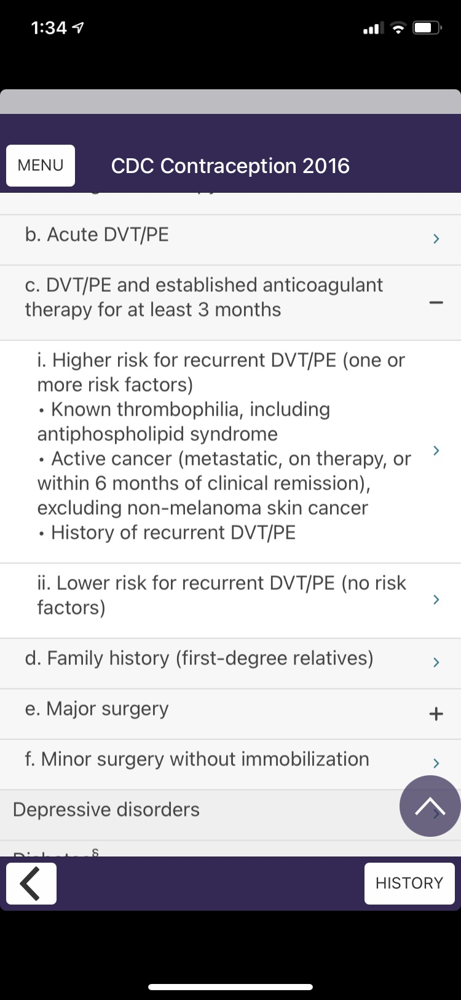 1:34
MENU
CDC Contraception 2016
b. Acute DVT/PE
c. DVT/PE and established anticoagulant
therapy for at least 3 months
i. Higher risk for recurrent DVT/PE (one or
more risk factors)
• Known thrombophilia, including
antiphospholipid syndrome
• Active cancer (metastatic, on therapy, or
within 6 months of clinical remission),
excluding non-melanoma skin cancer
• History of recurrent DVT/PE
ii. Lower risk for recurrent DVT/PE (no risk
factors)
d. Family history (first-degree relatives)
e. Major surgery
f. Minor surgery without immobilization
Depressive disorders
HISTORY